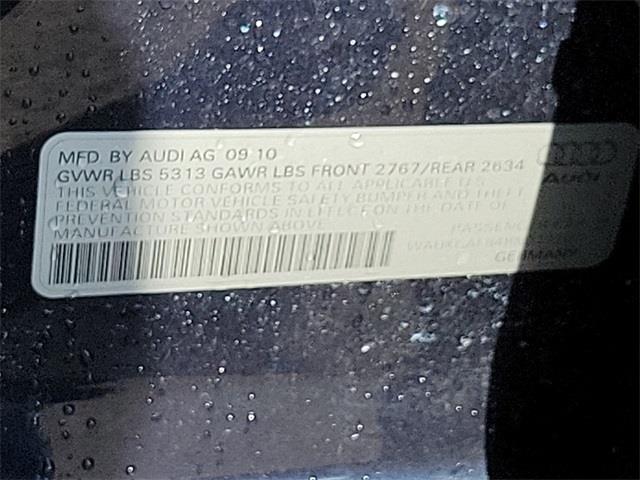 MFD. BY AUDI AG 09 10
GVWR LBS 5313 GAWR LBS FRONT 2767/REAR 2634
THIS VEHICLE CONFORMS TO ALL APPLICABLE U.S.
FEDERAL MOTOR VEHICLE SAFETY BUMPER AND THEFT
PREVENTION STANDARDS IN EFFECT ON THE DATE OF
MANUFACTURE SHOWN ABOVE
AUDI
GERMANY